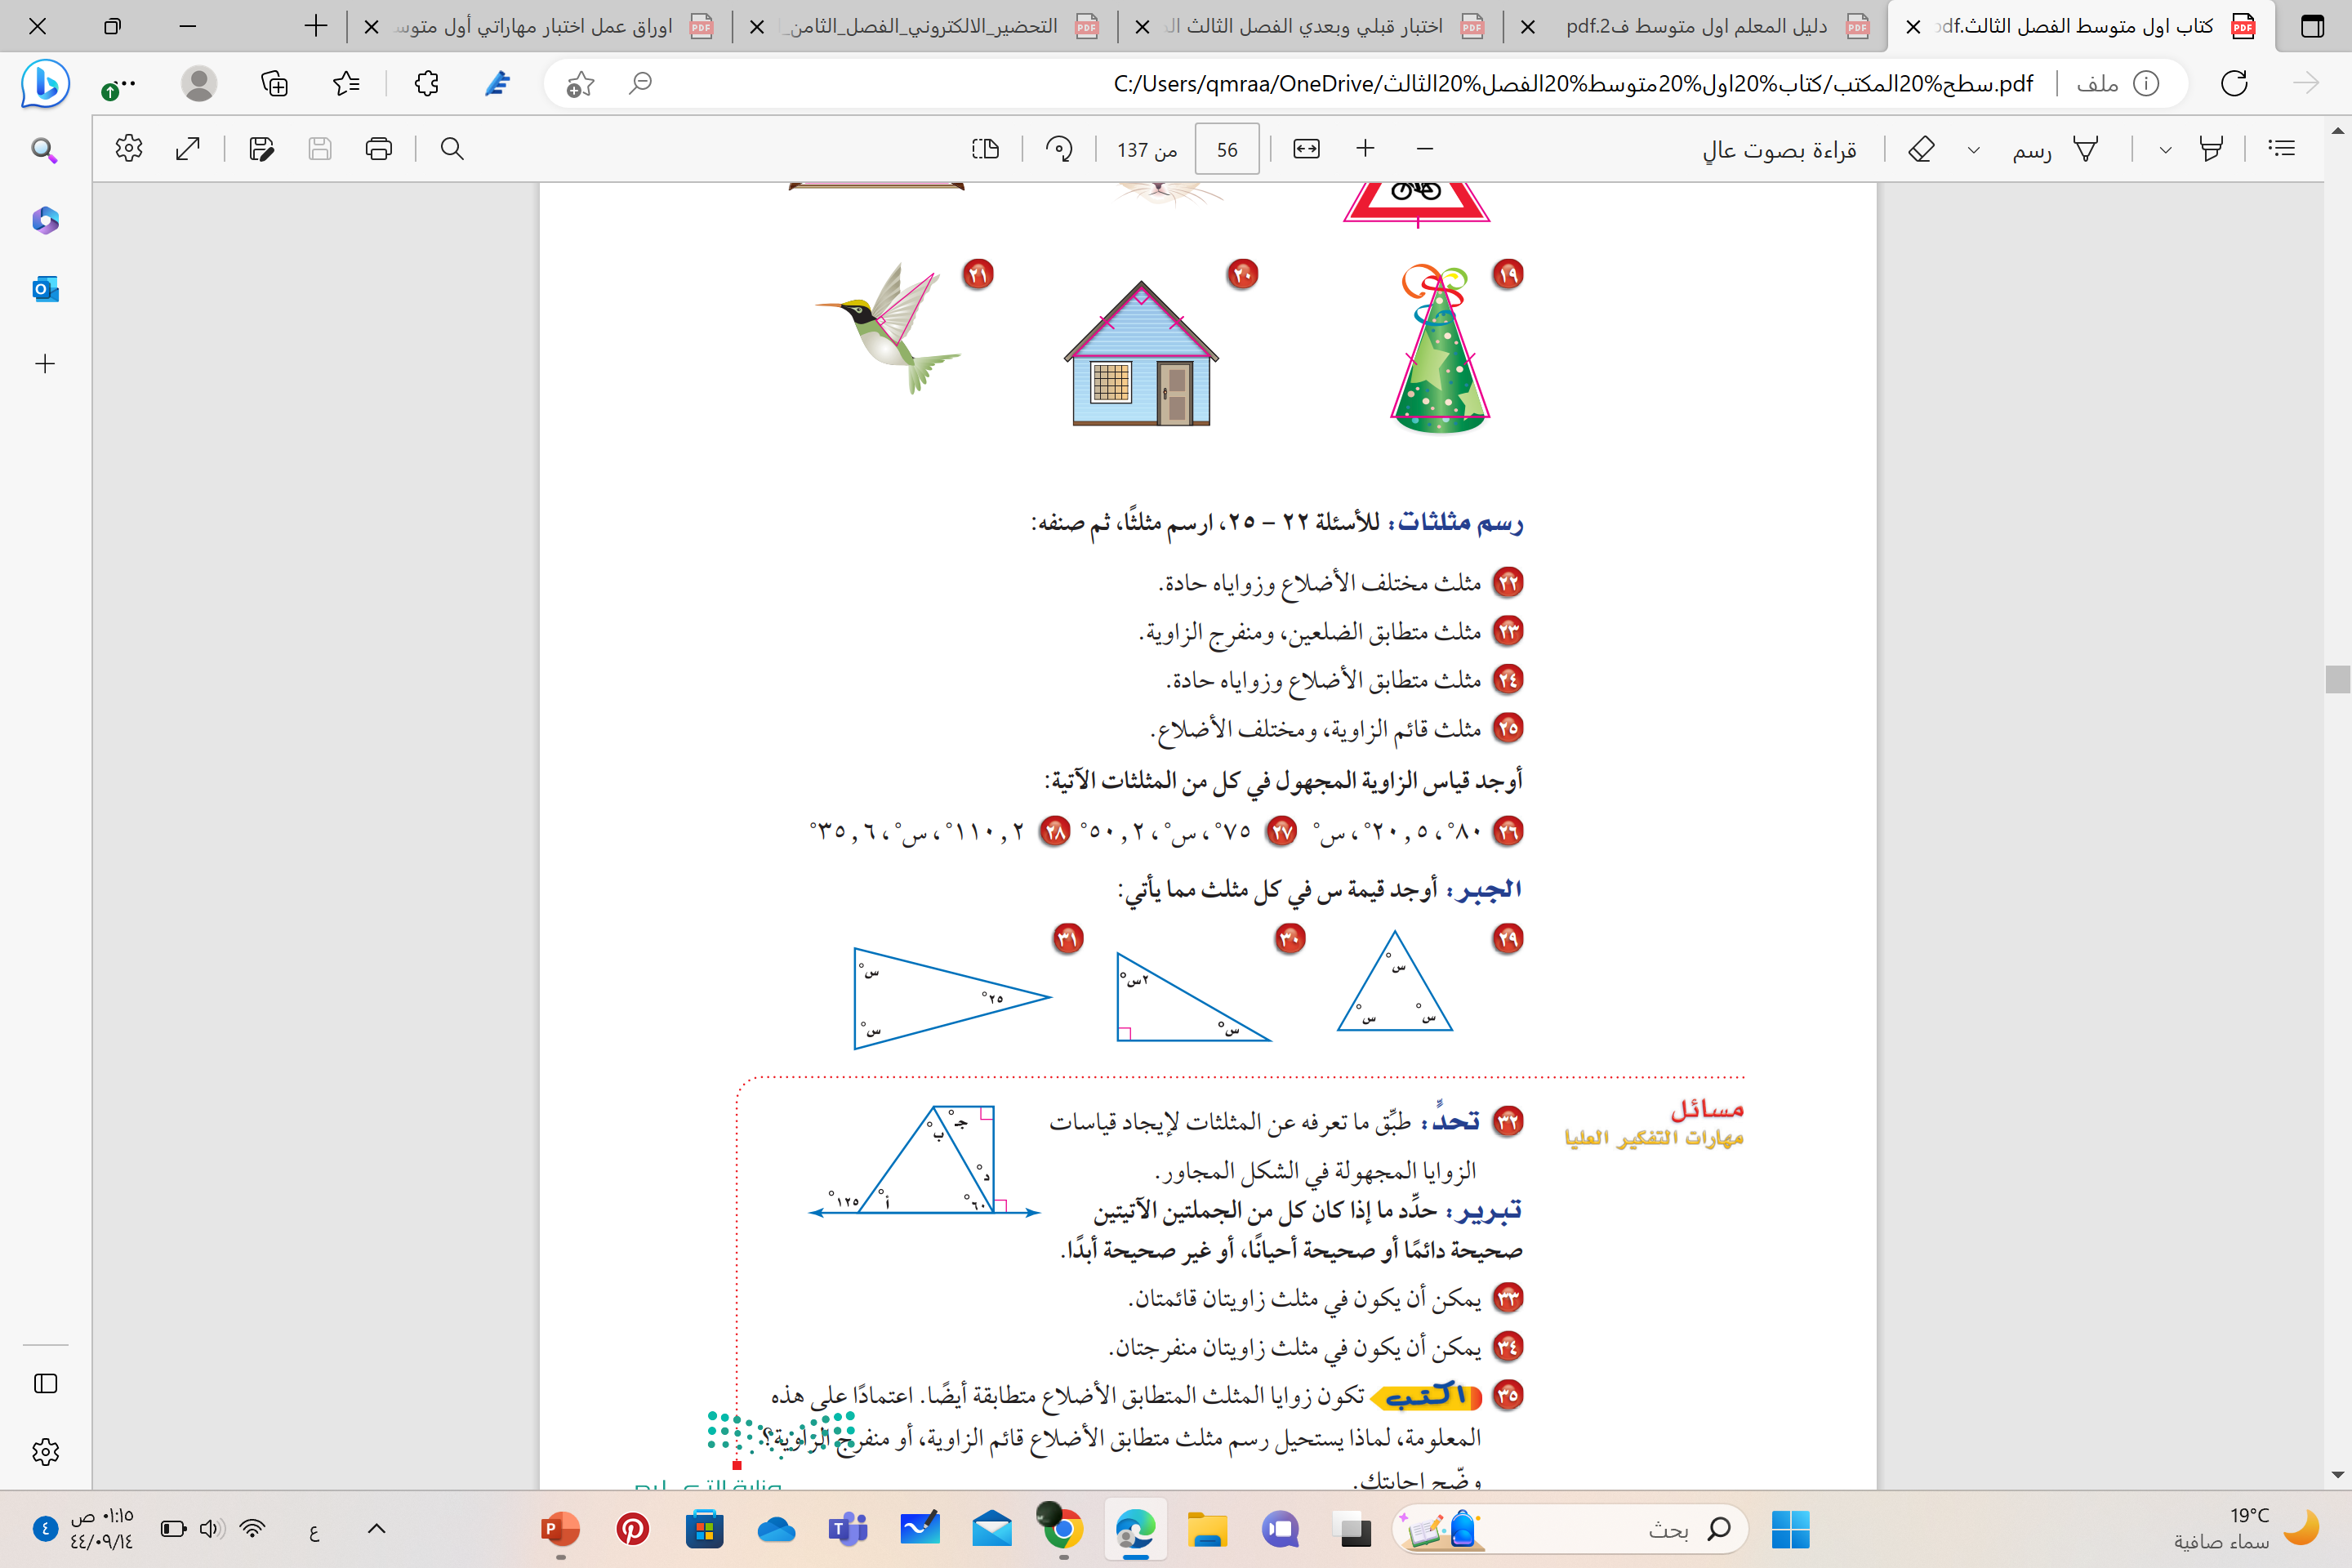 كتاب اول متوسط الفصل الثالث.pdf
دليل المعلم اول متوسط ف2.pdf
اختبار قبلي وبعدي الفصل الثالث
التحضير_الالكتروني_الفصل_الثامن_
اوراق عمل اختبار مهاراتي أول
ملف
C:/Users/qmraa/OneDrive/سطح%20المكتب/كتاب%20اول%20متوسط%20الفصل%20الثالث.pdf
رسم
قراءة بصوت عالٍ
56
من 137
١٩
٢٠
٢١
رسم مثلثات: للأسئلة ٢٢ – ٢٥، ارسم مثلثًا، ثم صنفه:
٢٢ مثلث مختلف الأضلاع وزواياه حادة.
٢٣ مثلث متطابق الضلعين، ومنفرج الزاوية.
٢٤ مثلث متطابق الأضلاع وزواياه حادة.
٢٥ مثلث قائم الزاوية، ومختلف الأضلاع.
أوجد قياس الزاوية المجهول في كل من المثلثات الآتية:
٢٦ ٨٠°، ٢٠,٥°، س° ٢٧ ٧٥°، س°، ٥٠,٢° ٢٨ ١١٠,٢°، س°، ٣٥,٦°
الجبر: أوجد قيمة س في كل مثلث مما يأتي:
٢٩
س°
س°
س°
٣٠
٢س°
س°
٣١
س°
٢٥°
س°
مسائل
مهارات التفكير العليا
٣٢ تحدٍّ: طبِّق ما تعرفه عن المثلثات لإيجاد قياسات
الزوايا المجهولة في الشكل المجاور.
جـ°
ب°
د°
أ°
٦٠°
١٢٥°
تبرير: حدِّد ما إذا كان كل من الجملتين الآتيتين
صحيحة دائمًا أو صحيحة أحيانًا، أو غير صحيحة أبدًا.
٣٣ يمكن أن يكون في مثلث زاويتان قائمتان.
٣٤ يمكن أن يكون في مثلث زاويتان منفرجتان.
٣٥ اكتب تكون زوايا المثلث المتطابق الأضلاع متطابقة أيضًا. اعتمادًا على هذه
المعلومة، لماذا يستحيل رسم مثلث متطابق الأضلاع قائم الزاوية، أو منفرج الزاوية؟
وضّح إجابتك.
وزارة التعليم
19°C
سماء صافية
بحث
ع
٠١:١٥ ص
٤٤/٠٩/١٤
٤